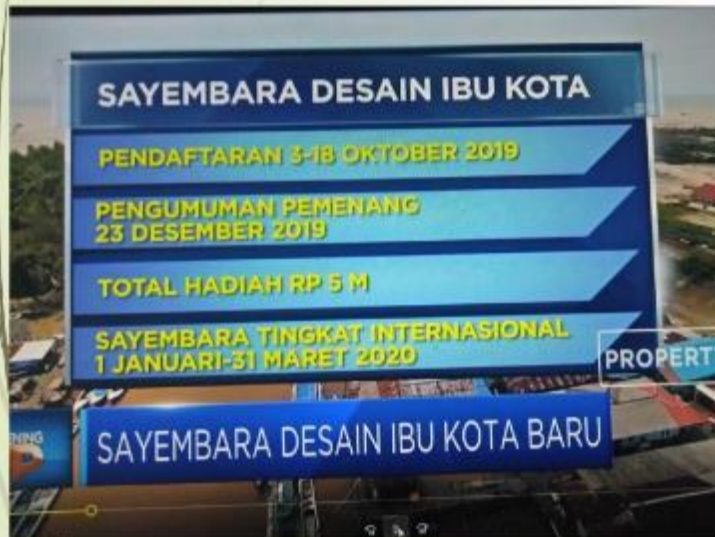 SAYEMBARA DESAIN IBU KOTA
PENDAFTARAN 3-18 OKTOBER 2019
PENGUMUMAN PEMENANG
23 DESEMBER 2019
TOTAL HADIAH RP 5 M
SAYEMBARA TINGKAT INTERNASIONAL
1 JANUARI-31 MARET 2020
PROPERT
NING
SAYEMBARA DESAIN IBU KOTA BARU